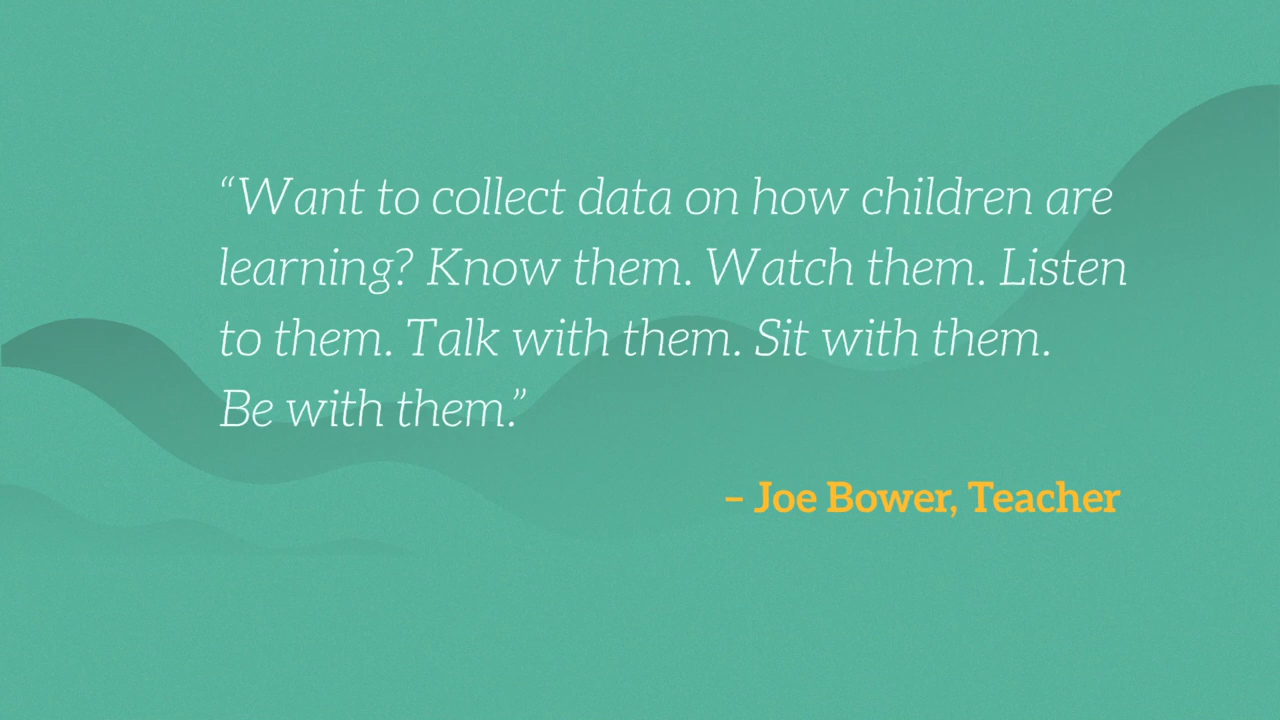 “Want to collect data on how children are
learning? Know them. Watch them. Listen
to them. Talk with them. Sit with them.
Be with them.”
– Joe Bower, Teacher